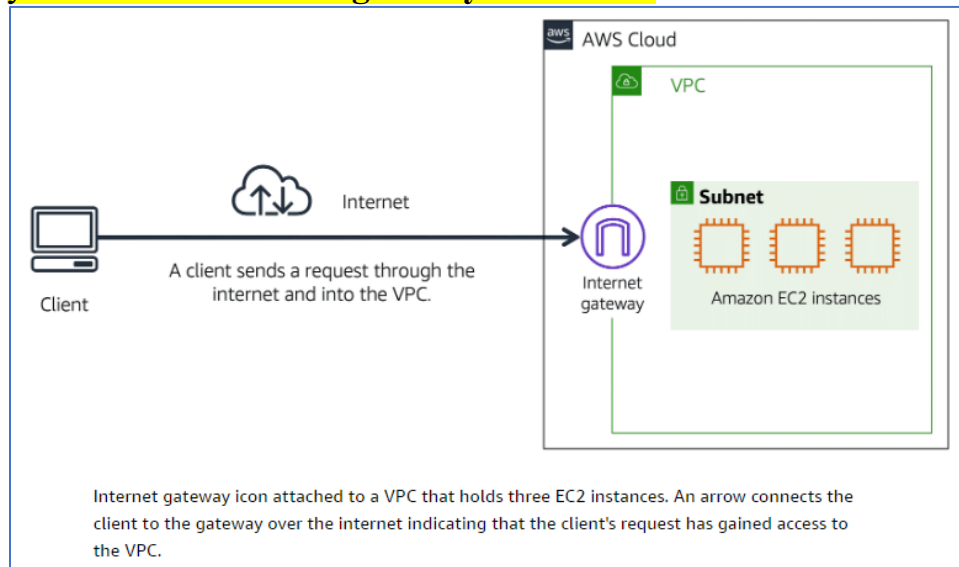 aws
AWS Cloud
VPC
Internet
Subnet
A client sends a request through the
internet and into the VPC.
Client
Internet
gateway
Amazon EC2 instances
Internet gateway icon attached to a VPC that holds three EC2 instances. An arrow connects the
client to the gateway over the internet indicating that the client's request has gained access to
the VPC.